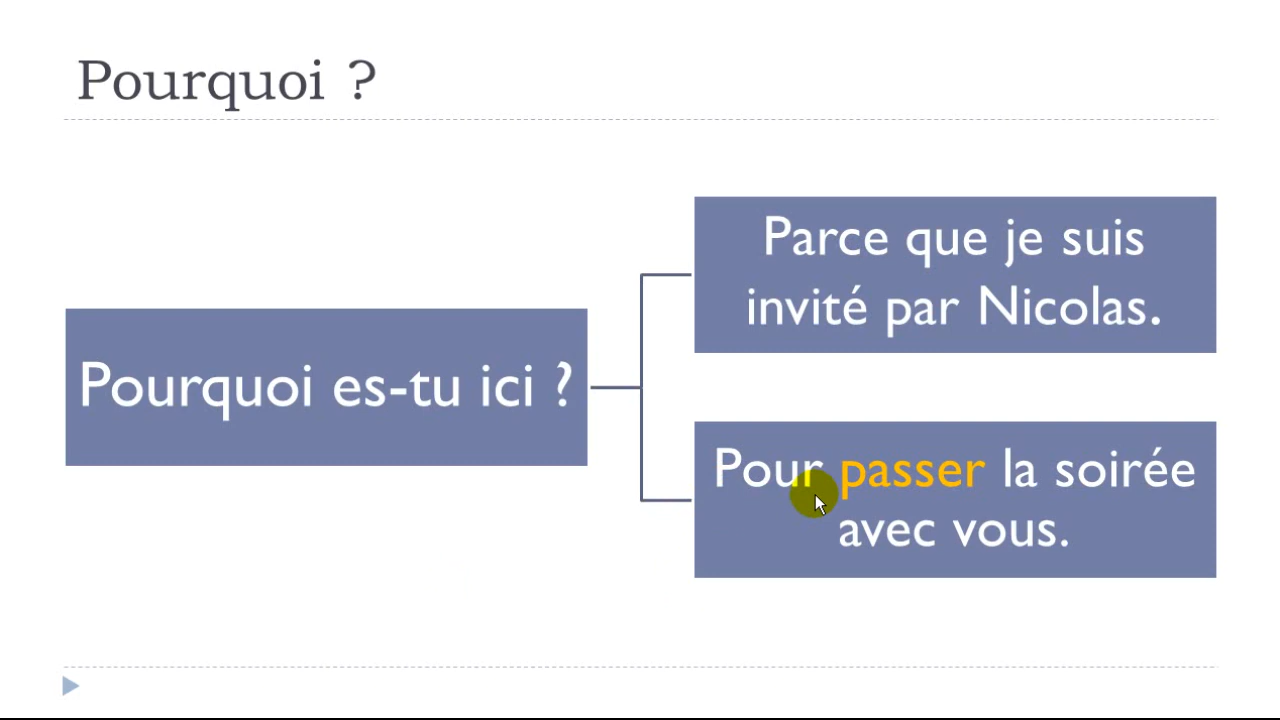 Pourquoi ?
Pourquoi es-tu ici ?
Parce que je suis
invité par Nicolas.
Pour passer la soirée
avec vous.